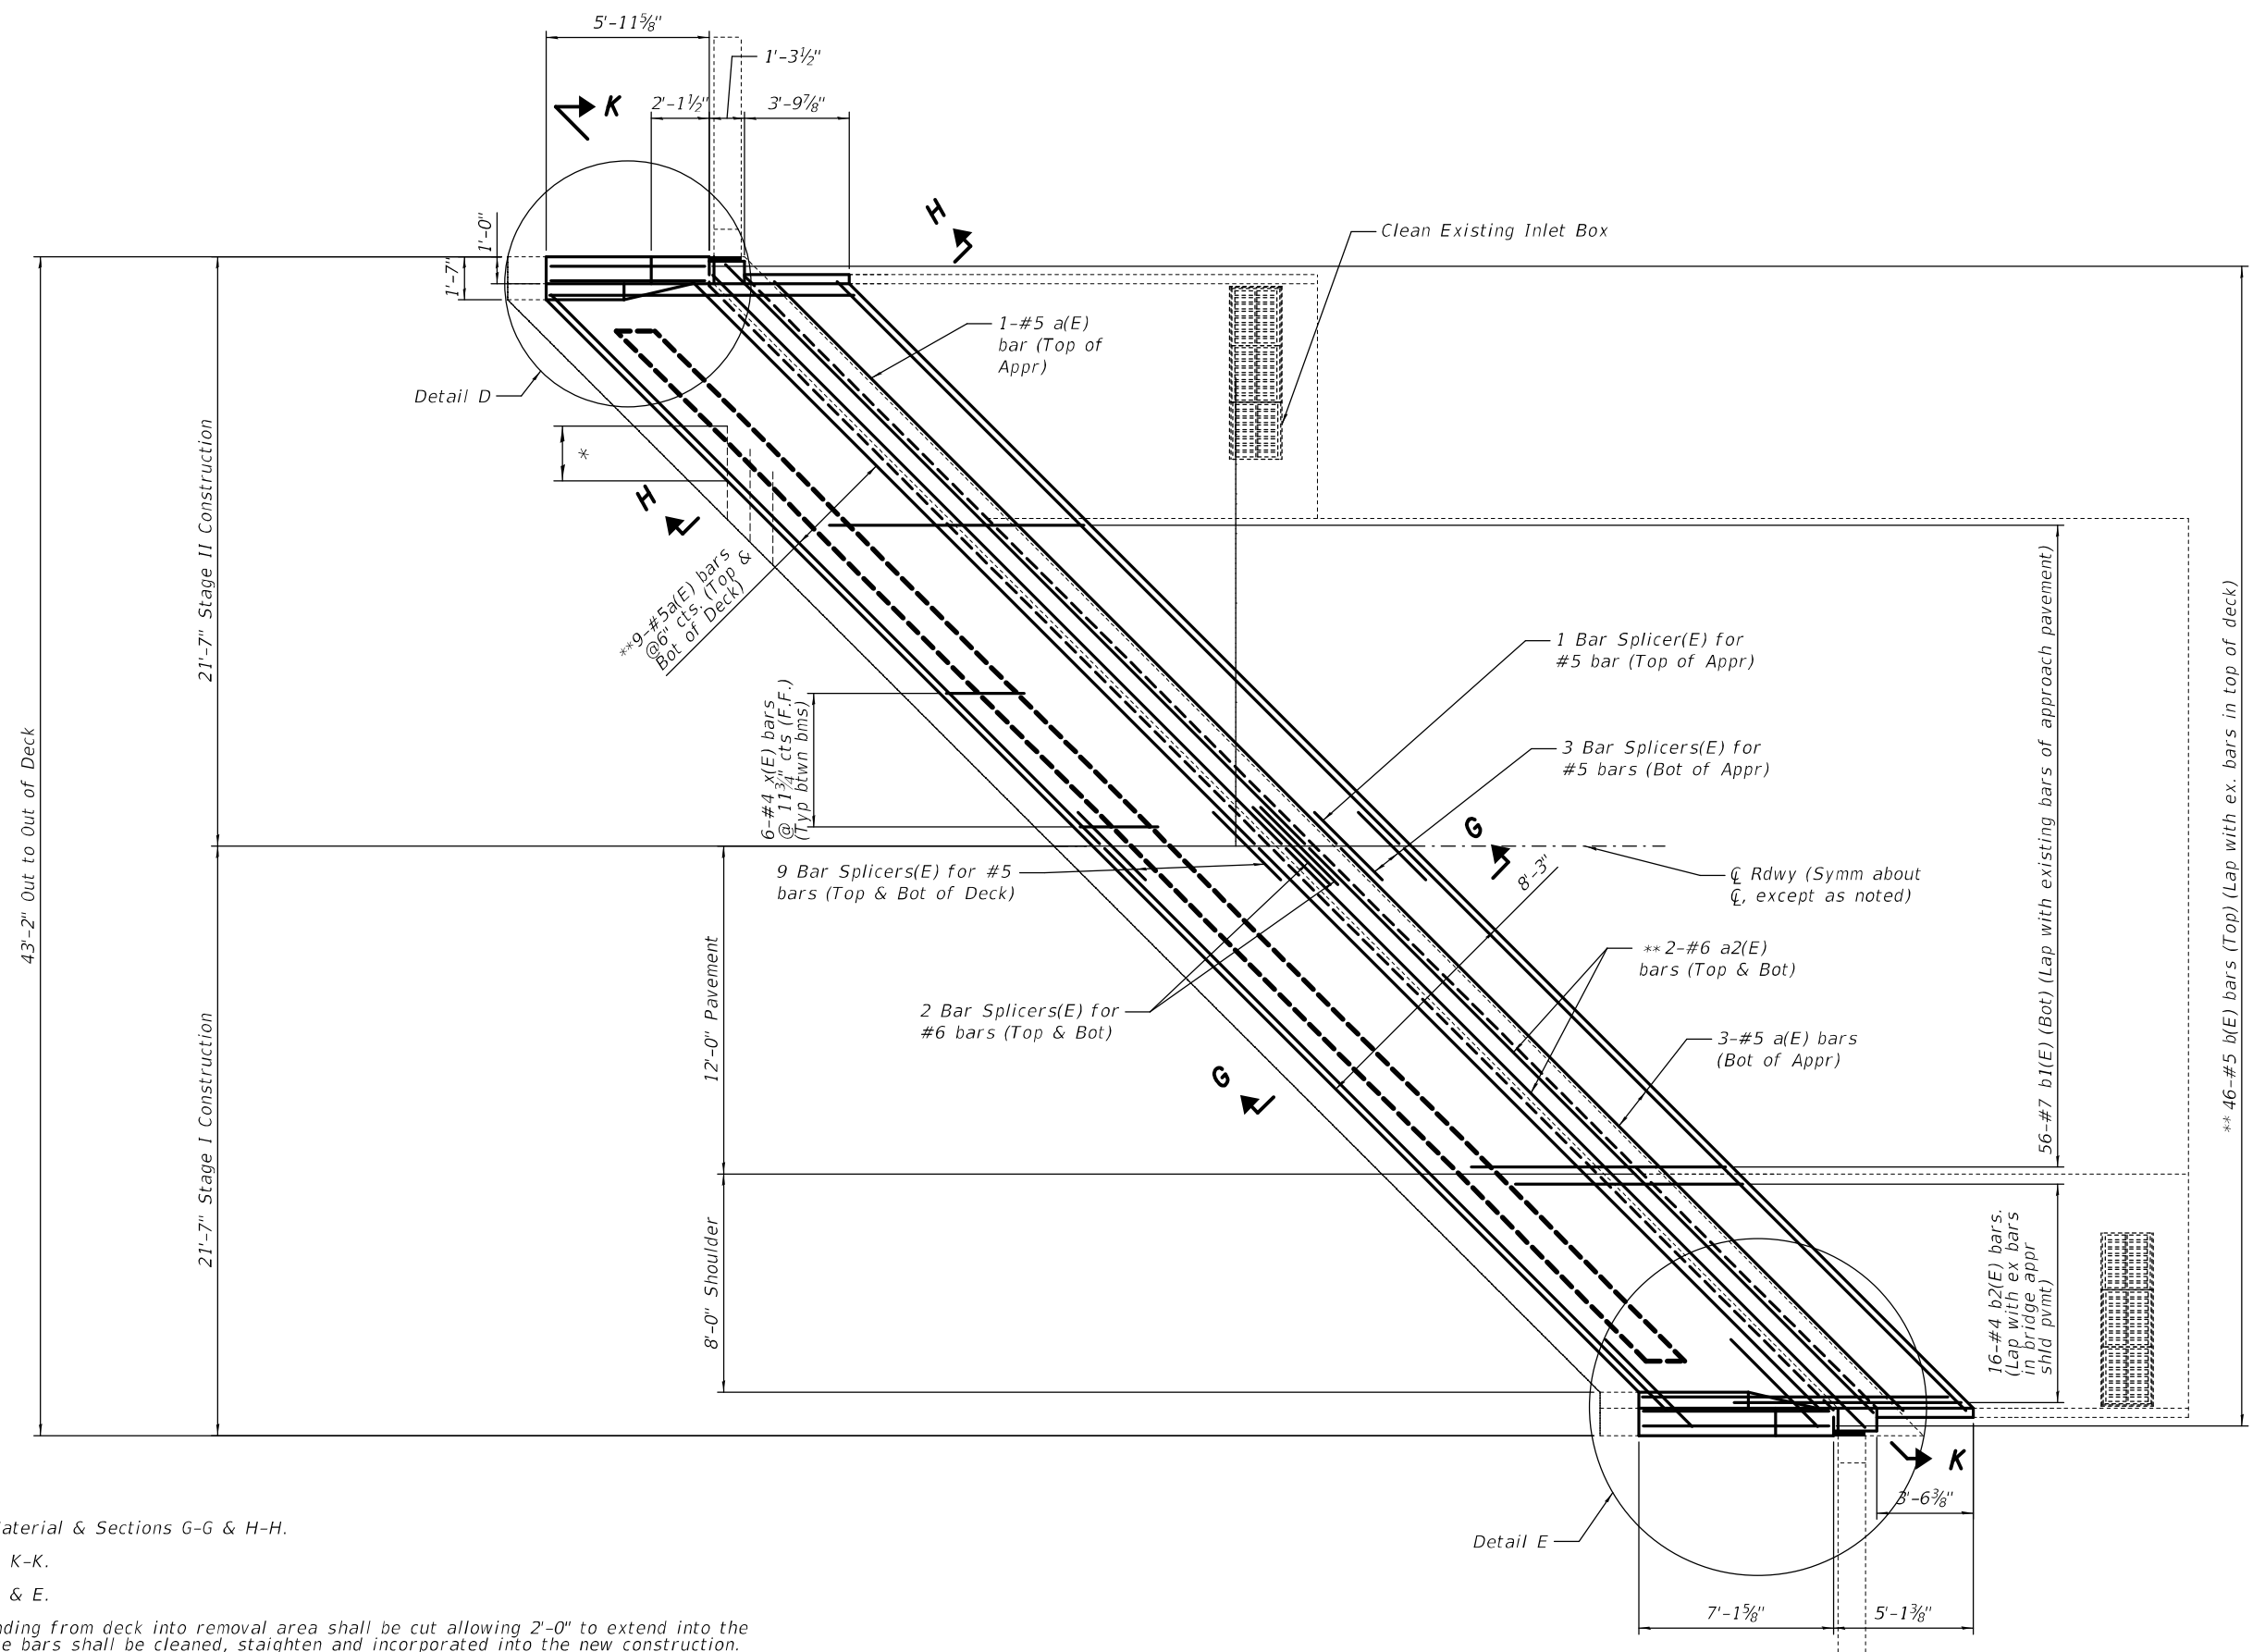 5'-11⅝"
1'-3½"
K
2'-1½"
3'-9⅞"
H
1'-0"
1'-7"
Clean Existing Inlet Box
1-#5 a(E)
bar (Top of
Appr)
Detail D
*
H
21'-7" Stage II Construction
**9-#5a(E) bars
@6" cts. (Top &
Bot of Deck)
1 Bar Splicer(E) for
#5 bar (Top of Appr)
6-#4 x(E) bars
@ 11¾" cts (F.F.)
(Typ btwn bms)
3 Bar Splicers(E) for
#5 bars (Bot of Appr)
56-#7 b1(E) (Bot) (Lap with existing bars of approach pavement)
** 46-#5 b(E) bars (Top) (Lap with ex. bars in top of deck)
43'-2" Out to Out of Deck
G
8'-3"
9 Bar Splicers(E) for #5
bars (Top & Bot of Deck)
℄ Rdwy (Symm about
℄, except as noted)
12'-0" Pavement
**2-#6 a2(E)
bars (Top & Bot)
2 Bar Splicers(E) for
#6 bars (Top & Bot)
3-#5 a(E) bars
(Bot of Appr)
G
21'-7" Stage I Construction
8'-0" Shoulder
16-#4 b2(E) bars.
(Lap with ex bars
in bridge appr
shld pvmt)
K
3'-6⅜"
Detail E
7'-1⅝"
5'-1⅜"
aterial & Sections G-G & H-H.
K-K.
& E.
nding from deck into removal area shall be cut allowing 2'-0" to extend into the
e bars shall be cleaned, staighten and incorporated into the new construction.